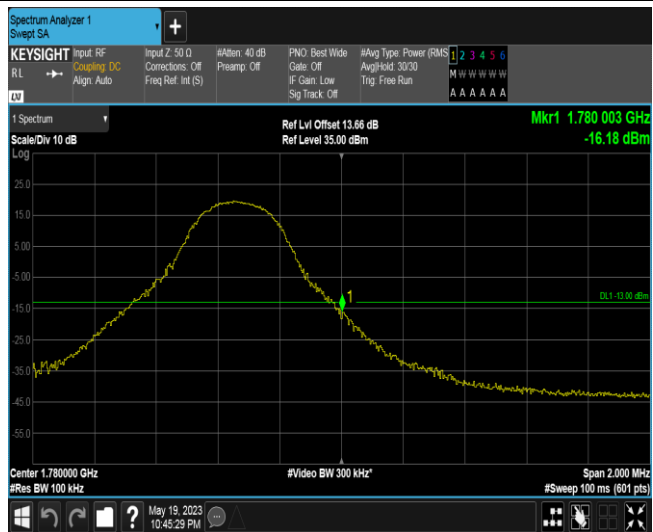 Spectrum Analyzer 1
Swept SA
+
KEYSIGHT
RL
LXI
Input: RF
Coupling: DC
Align: Auto
Input Z: 50 Ω
Corrections: Off
Freq Ref: Int (S)
#Atten: 40 dB
Preamp: Off
PNO: Best Wide
Gate: Off
IF Gain: Low
Sig Track: Off
#Avg Type: Power (RMS
Avg|Hold: 30/30
Trig: Free Run
1 2 3 4 5 6
M W W W W W
A A A A A A
1 Spectrum
Scale/Div 10 dB
Log
Ref Lvl Offset 13.66 dB
Ref Level 35.00 dBm
Mkr1 1.780 003 GHz
-16.18 dBm
25.0
15.0
5.00
-5.00
-15.0
-25.0
-35.0
-45.0
-55.0
1
DL1 -13.00 dBm
Center 1.780000 GHz
#Res BW 100 kHz
#Video BW 300 kHz*
Span 2.000 MHz
#Sweep 100 ms (601 pts)
?
May 19, 2023
10:45:29 PM